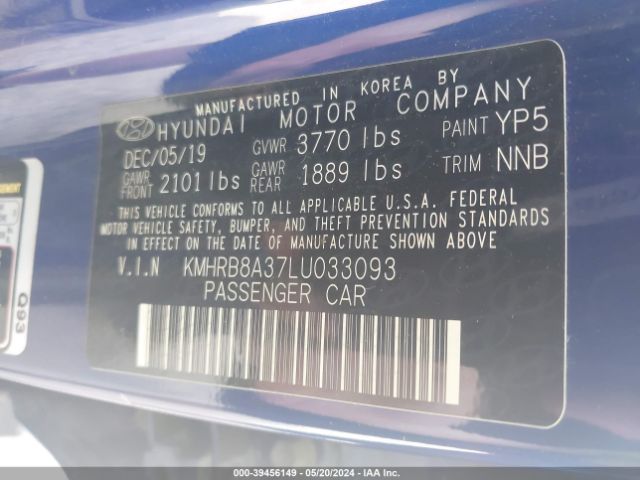 MANUFACTURED IN KOREA BY
HYUNDAI MOTOR COMPANY
DEC/05/19 GVWR 3770 lbs PAINT YP5
GAWR FRONT 2101 lbs GAWR REAR 1889 lbs TRIM NNB
THIS VEHICLE CONFORMS TO ALL APPLICABLE U.S.A. FEDERAL
MOTOR VEHICLE SAFETY, BUMPER, AND THEFT PREVENTION STANDARDS
IN EFFECT ON THE DATE OF MANUFACTURE SHOWN ABOVE
V.I.N KMHRB8A37LU033093
PASSENGER CAR
Q93
WB-39456149 - 05/20/2024 - IAA Inc.